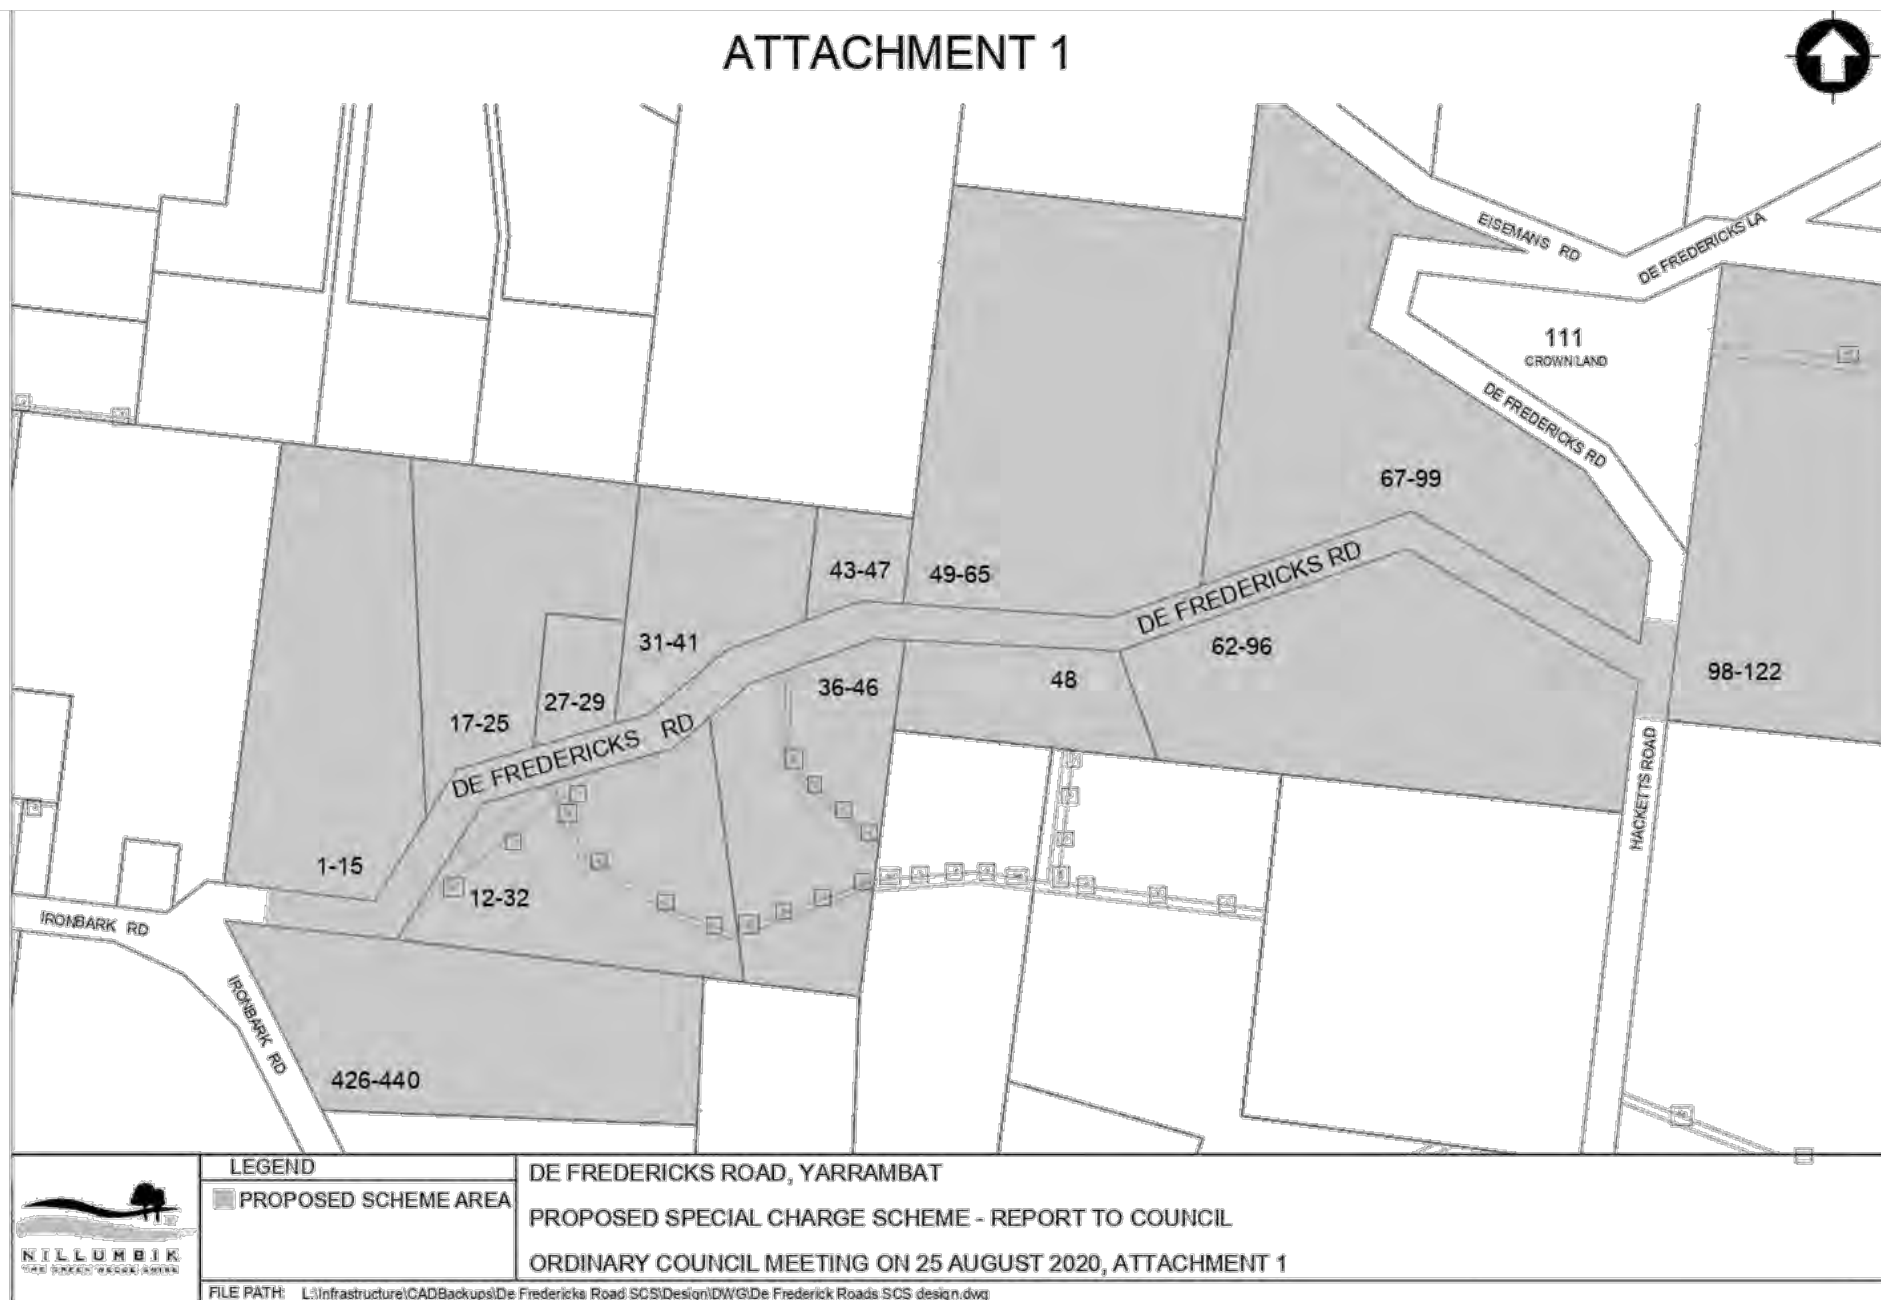 ATTACHMENT 1
EISEMANS RD
DE FREDERICKS LA
111
CROWN LAND
DE FREDERICKS RD
67-99
43-47
49-65
DE FREDERICKS RD
31-41
62-96
98-122
36-46
48
27-29
17-25
DE FREDERICKS RD
HACKETTS ROAD
1-15
12-32
IRONBARK RD
IRONBARK RD
426-440
LEGEND
PROPOSED SCHEME AREA
DE FREDERICKS ROAD, YARRAMBAT
PROPOSED SPECIAL CHARGE SCHEME - REPORT TO COUNCIL
ORDINARY COUNCIL MEETING ON 25 AUGUST 2020, ATTACHMENT 1
NILLUMBIK
THE GREEN WEDGE SHIRE
FILE PATH: L:\Infrastructure\CADBackups\De Fredericks Road SCS\Design\DWG\De Frederick Roads SCS design.dwg